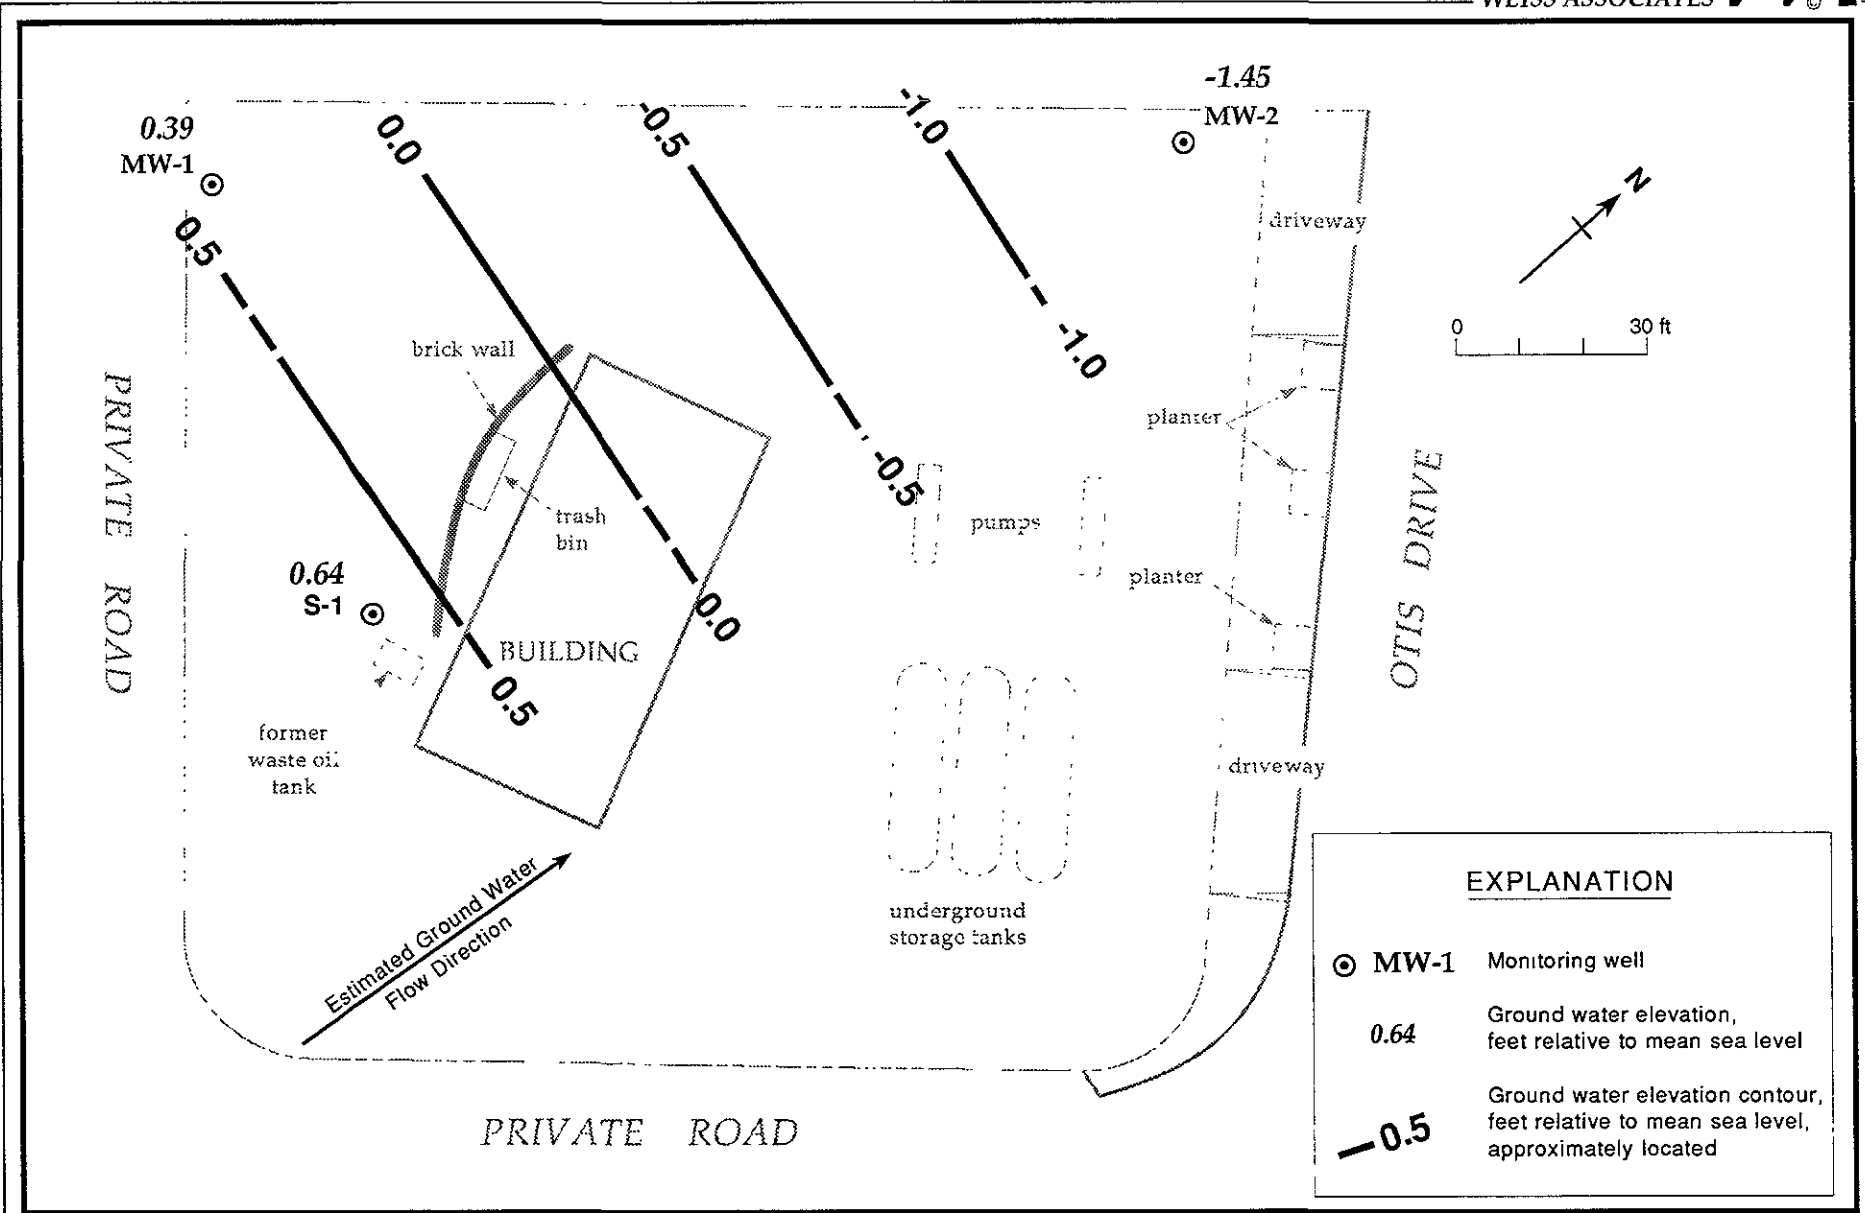 WEISS ASSOCIATES
©
-1.45
MW-2
0.39
MW-1
0.0
-0.5
-1.0
N
0.5
driveway
0 30 ft
brick wall
-1.0
planter
PRIVATE ROAD
-0.5
pumps
trash
bin
OTIS DRIVE
0.64
S-1
planter
0.0
BUILDING
0.5
former
waste oil
tank
driveway
Estimated Ground Water
Flow Direction
underground
storage tanks
PRIVATE ROAD
EXPLANATION
MW-1 Monitoring well
0.64 Ground water elevation,
feet relative to mean sea level
0.5 Ground water elevation contour,
feet relative to mean sea level,
approximately located